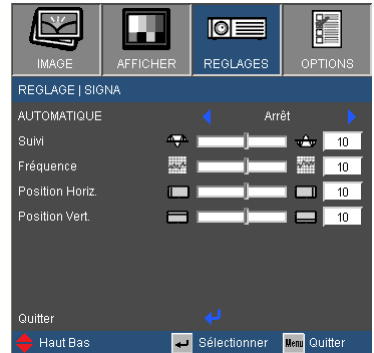 IMAGE AFFICHER REGLAGES OPTIONS
REGLAGE | SIGNA
AUTOMATIQUE Arrêt
Suivi 10
Fréquence 10
Position Horiz. 10
Position Vert. 10
Quitter
Haut Bas Sélectionner Menu Quitter